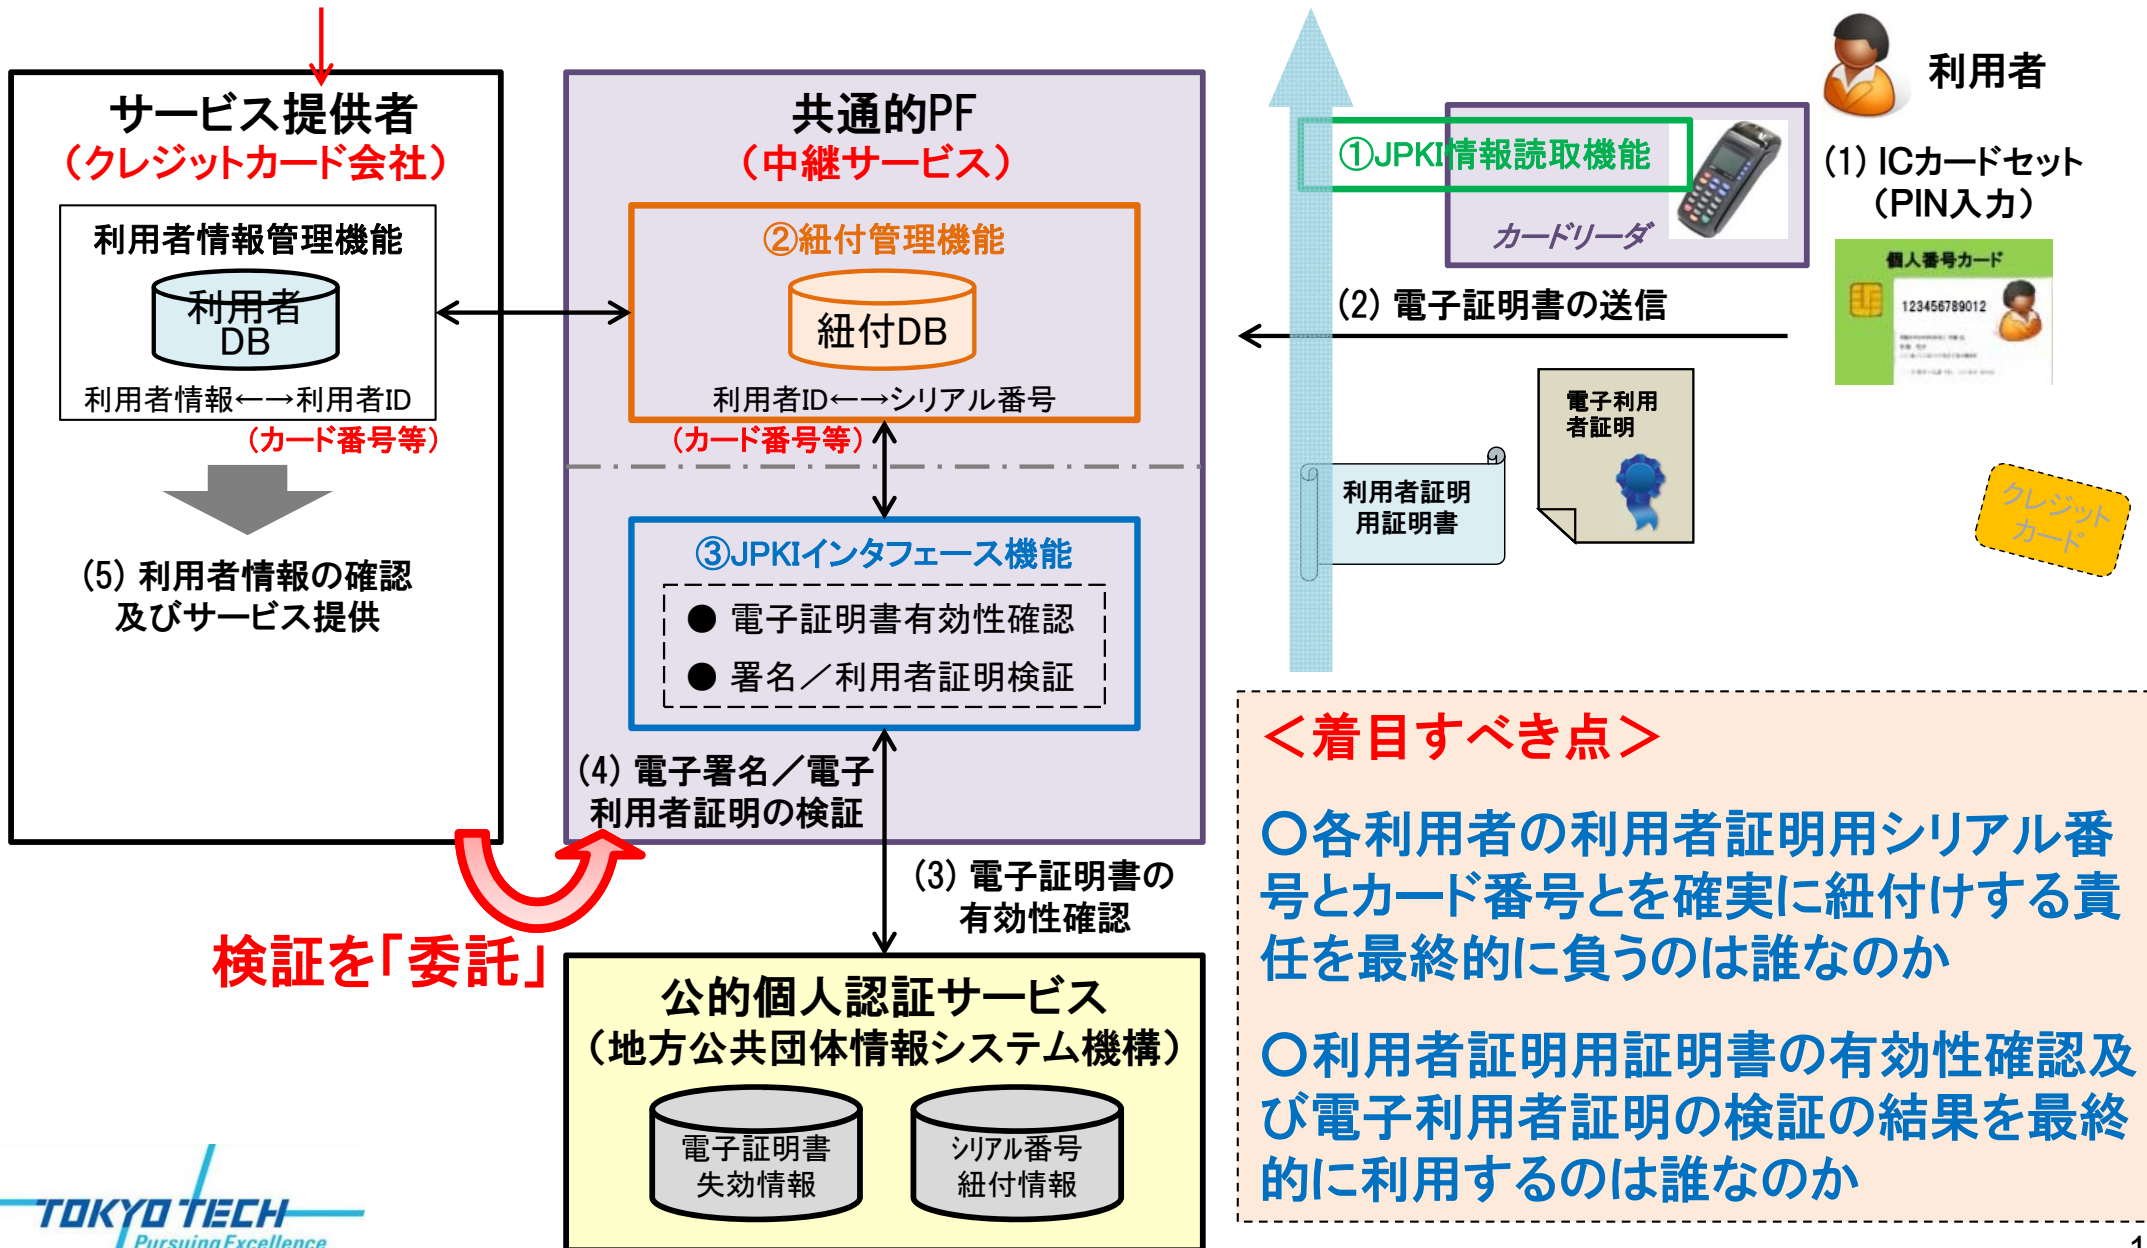 サービス提供者
（クレジットカード会社）
利用者情報管理機能
利用者
DB
利用者情報←→利用者ID
（カード番号等）
(5) 利用者情報の確認
及びサービス提供
共通的PF
（中継サービス）
②紐付管理機能
紐付DB
利用者ID←→シリアル番号
（カード番号等）
③JPKIインタフェース機能
● 電子証明書有効性確認
● 署名／利用者証明検証
(4) 電子署名／電子
利用者証明の検証
検証を「委託」
(3) 電子証明書の
有効性確認
公的個人認証サービス
（地方公共団体情報システム機構）
電子証明書
失効情報
シリアル番号
紐付情報
利用者
①JPKI情報読取機能
カードリーダ
(1) ICカードセット
（PIN入力）
個人番号カード
123456789012
(2) 電子証明書の送信
電子利用
者証明
利用者証明
用証明書
クレジット
カード
＜着目すべき点＞
○各利用者の利用者証明用シリアル番
号とカード番号とを確実に紐付けする責
任を最終的に負うのは誰なのか
○利用者証明用証明書の有効性確認及
び電子利用者証明の検証の結果を最終
的に利用するのは誰なのか
TOKYO TECH
Pursuing Excellence